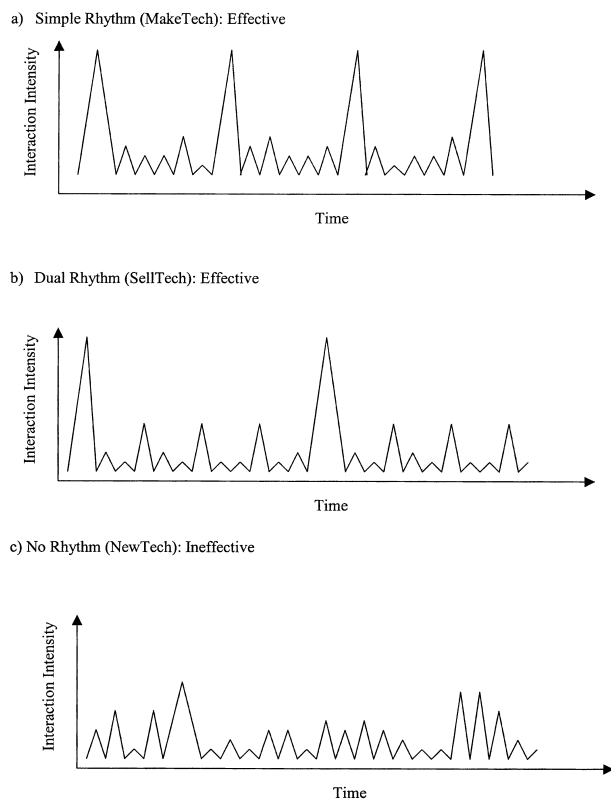 a) Simple Rhythm (MakeTech): Effective
Interaction Intensity
Time
b) Dual Rhythm (SellTech): Effective
Interaction Intensity
Time
c) No Rhythm (NewTech): Ineffective
Interaction Intensity
Time